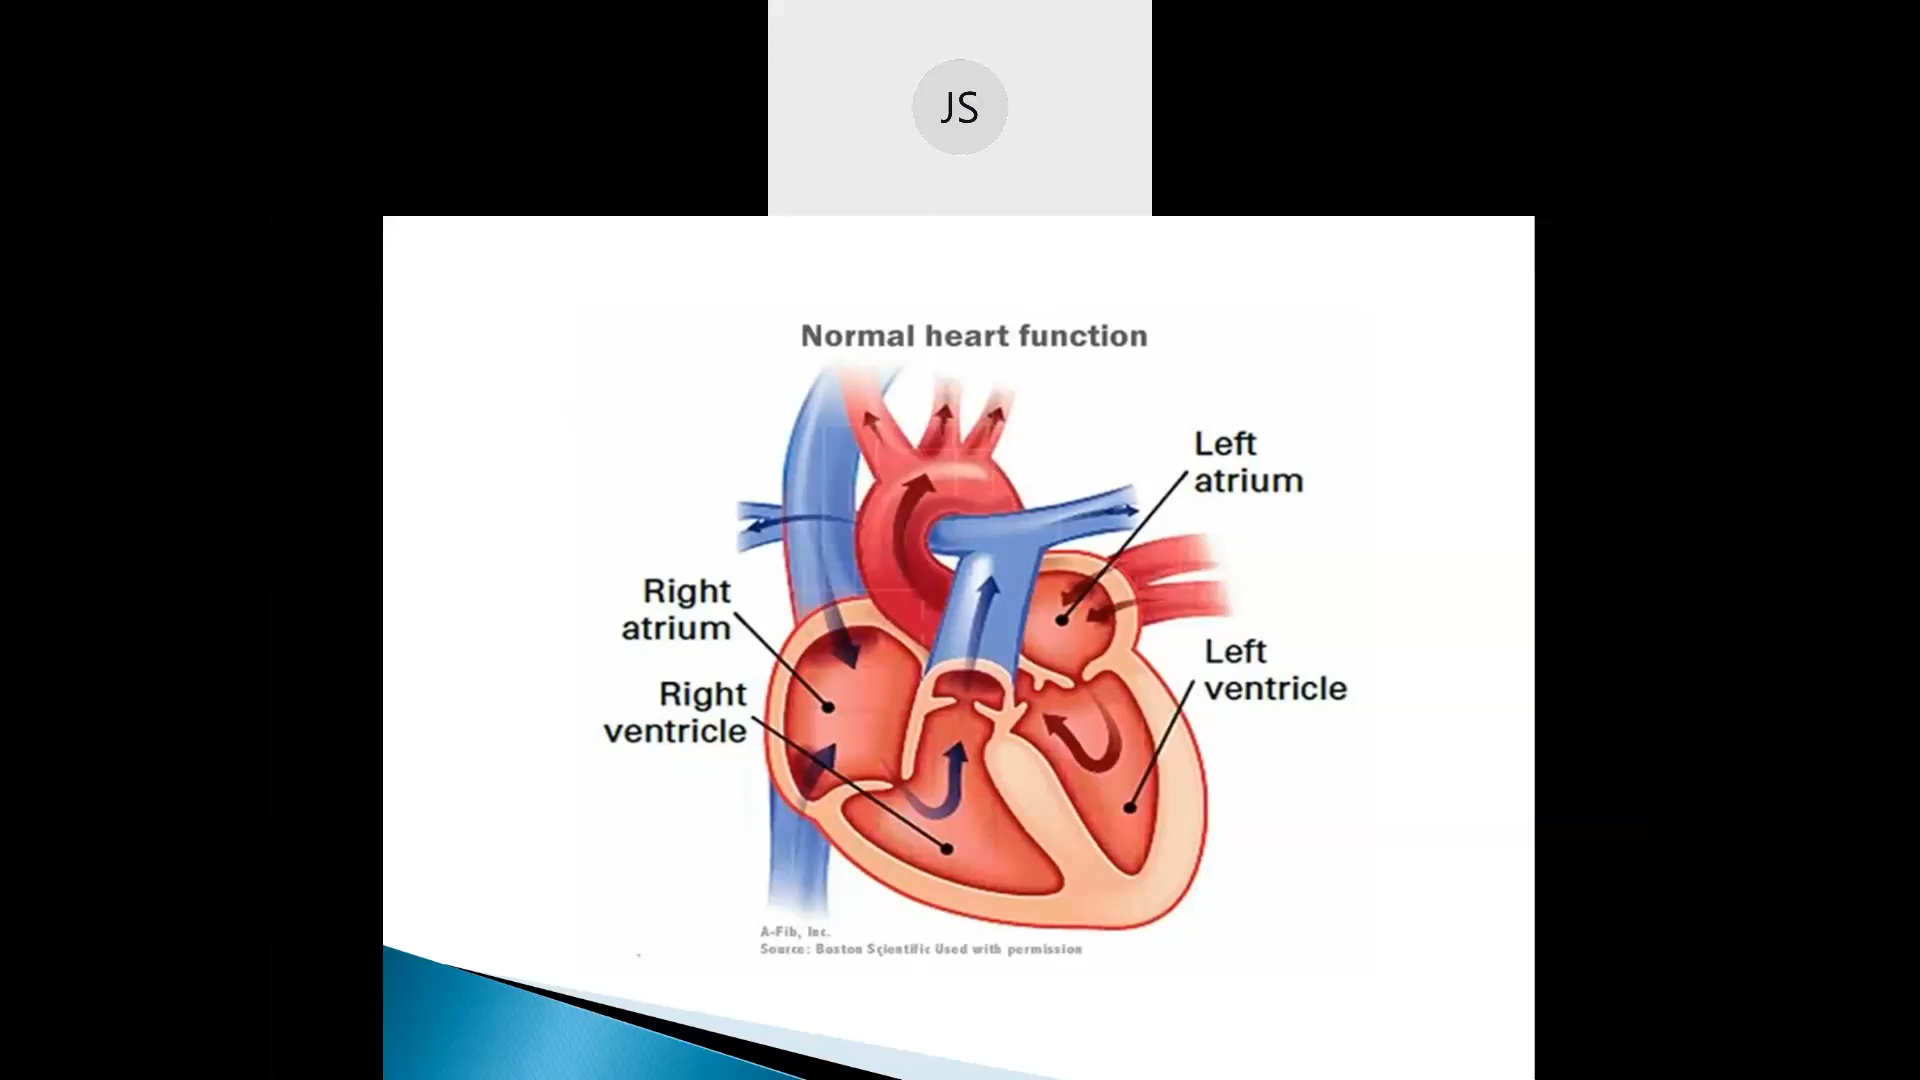 JS
Normal heart function
Left
atrium
Right
atrium
Left
ventricle
Right
ventricle
A-Fib, Inc.
Source: Boston Scientific Used with permission